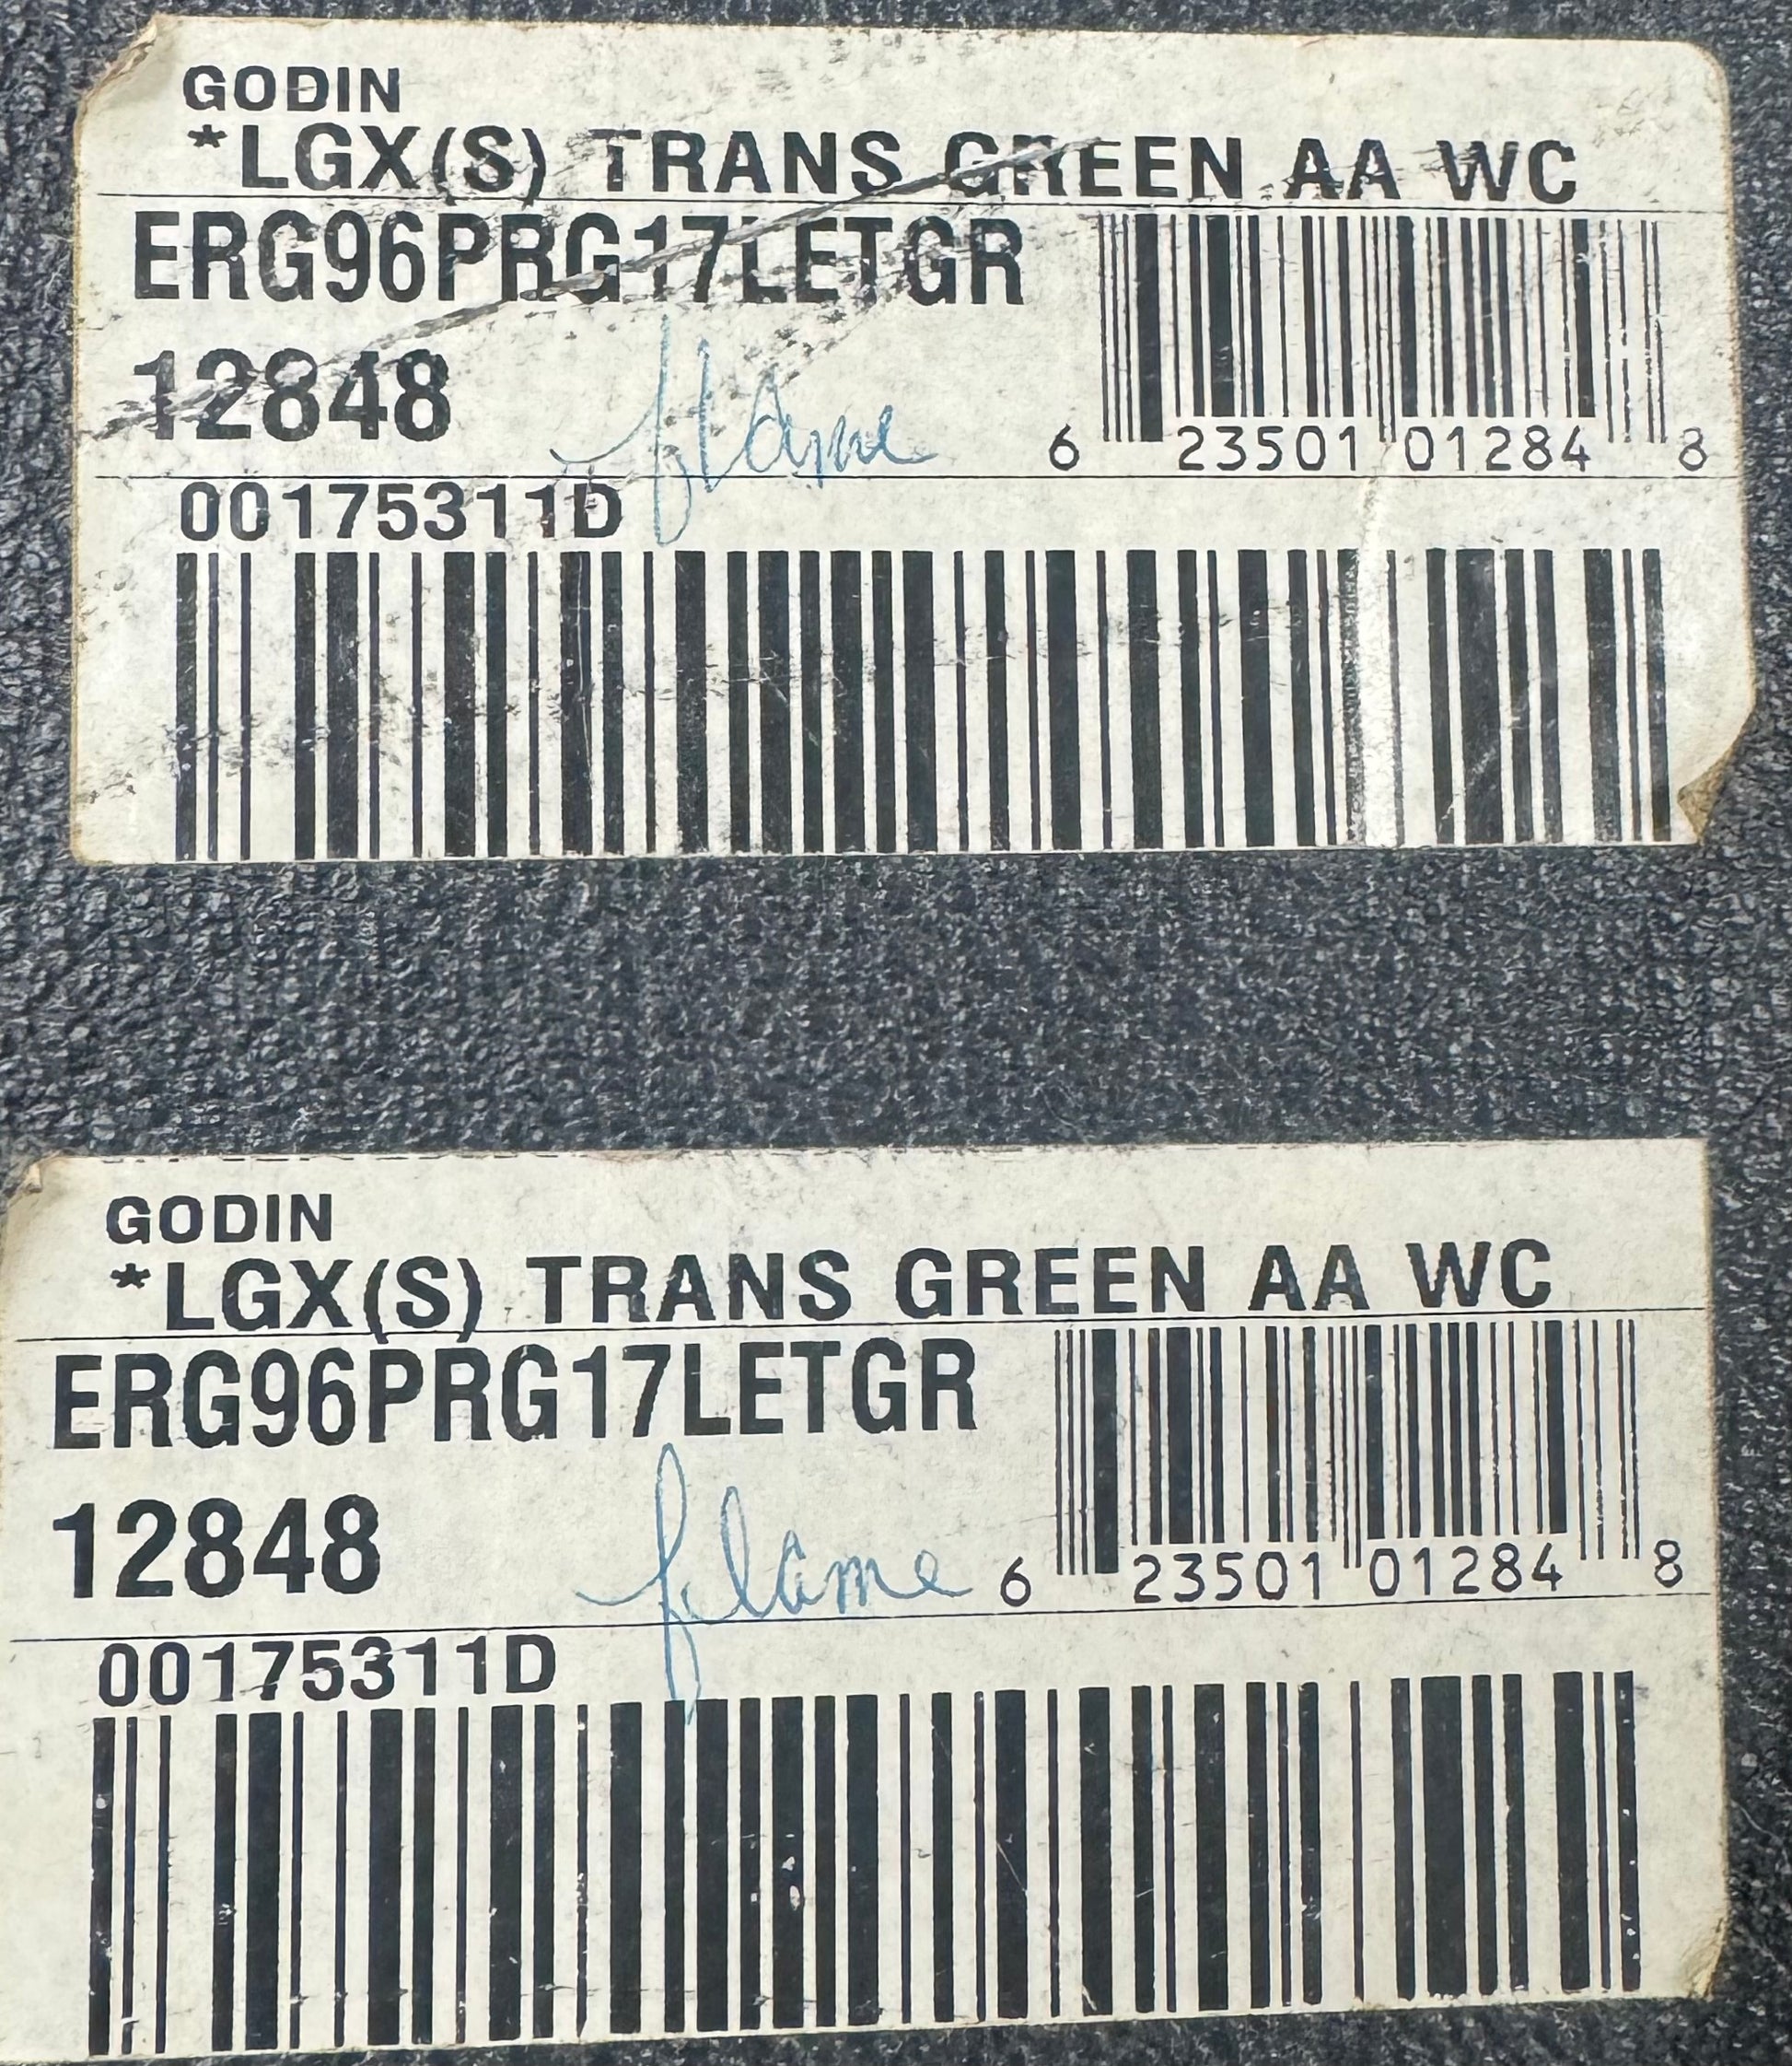 GODIN
*LGX(S) TRANS GREEN AA WC
ERG96PRG17LETGR
12848
flame
6 23501 01284 8
00175311D
GODIN
*LGX(S) TRANS GREEN AA WC
ERG96PRG17LETGR
12848
flame
6 23501 01284 8
00175311D